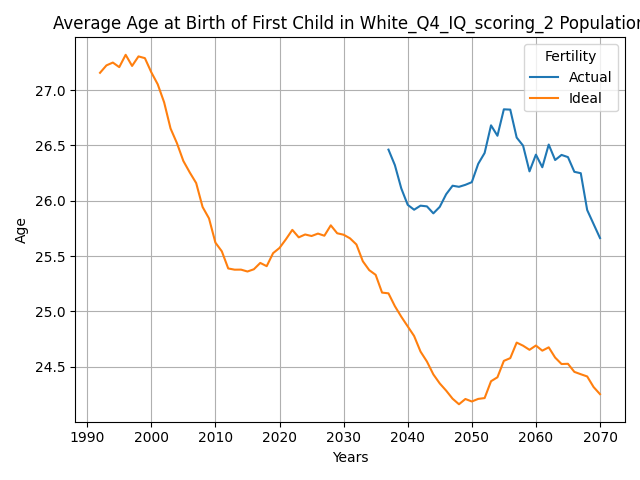 Average Age at Birth of First Child in White_Q4_IQ_scoring_2 Population
Fertility
Actual
Ideal
27.0
26.5
26.0
25.5
25.0
24.5
Age
1990 2000 2010 2020 2030 2040 2050 2060 2070
Years